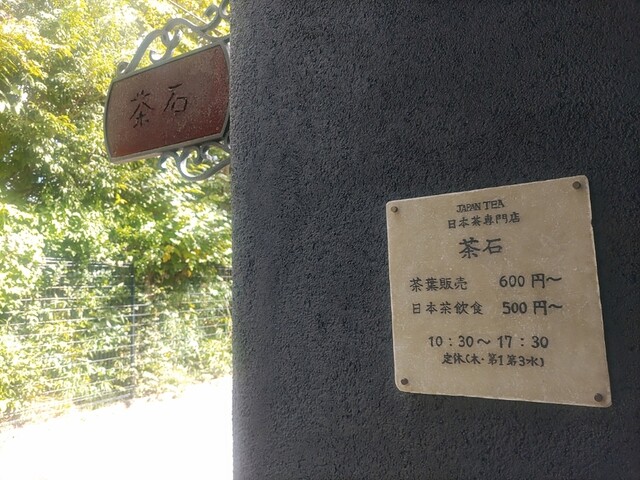 茶石
JAPAN TEA
日本茶専門店
茶石
茶葉販売 600円〜
日本茶飲食 500円〜
10:30〜17:30
定休(木・第1第3水)